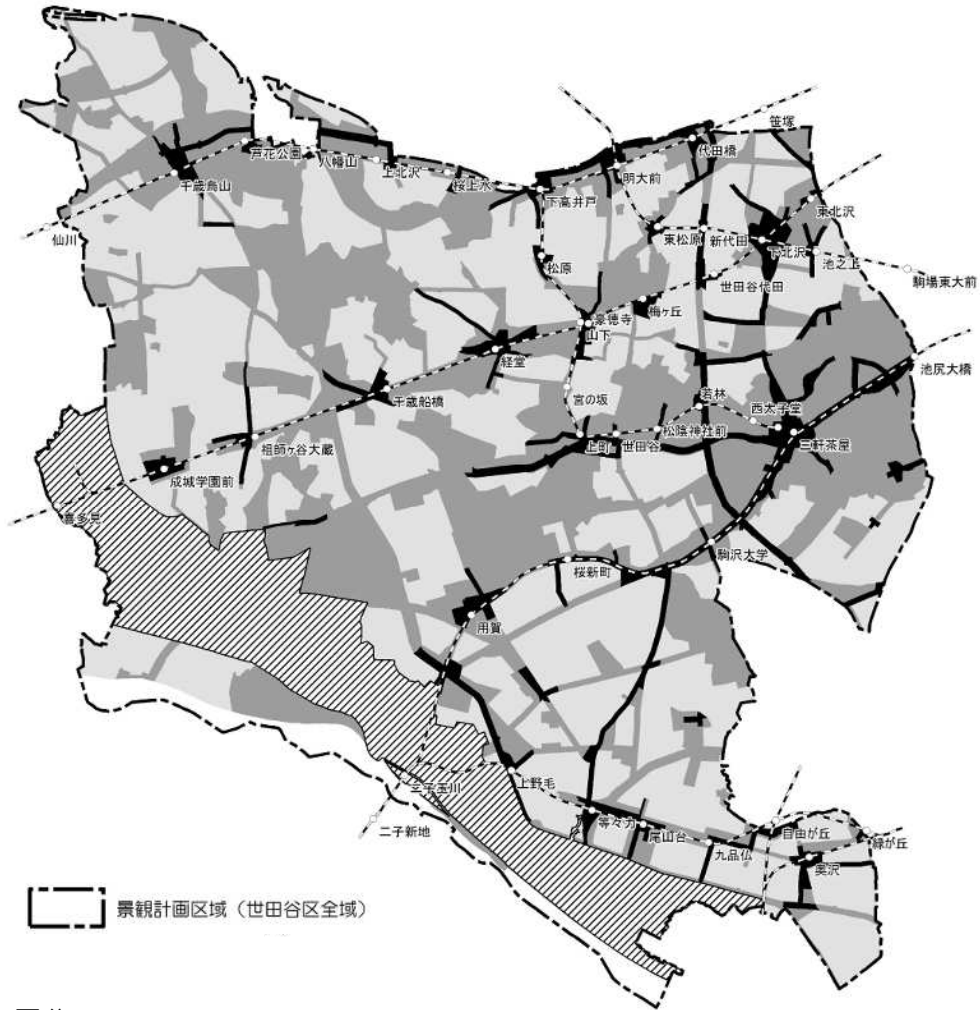 笹塚
代田橋
芦花公園
八幡山
上北沢
桜上水
明大前
千歳烏山
下高井戸
東北沢
仙川
東松原
新代田
下北沢
池之上
松原
世田谷代田
駒場東大前
梅ヶ丘
豪徳寺
山下
経堂
池尻大橋
宮の坂
若林
千歳船橋
西太子堂
上町
世田谷
松陰神社前
三軒茶屋
祖師ヶ谷大蔵
成城学園前
喜多見
駒沢大学
桜新町
用賀
上野毛
二子玉川
二子新地
等々力
尾山台
自由が丘
緑が丘
九品仏
奥沢
景観計画区域（世田谷区全域）